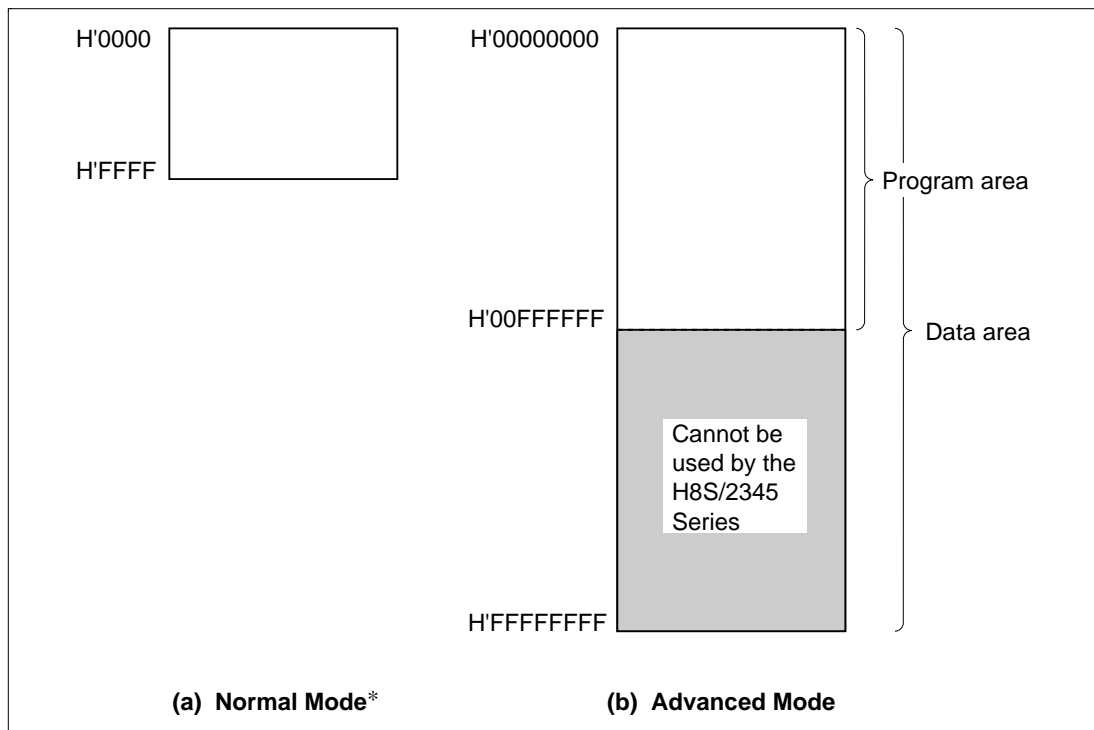 H'0000
H'FFFF
(a) Normal Mode*
H'00000000
H'00FFFFFF
H'FFFFFFFF
Cannot be
used by the
H8S/2345
Series
Program area
Data area
(b) Advanced Mode